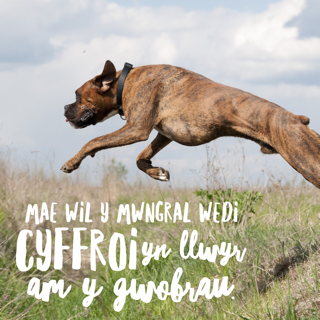 MAE WIL Y MWNGRAL WEDI
CYFFROI yn llwyr
am y gwobrau.